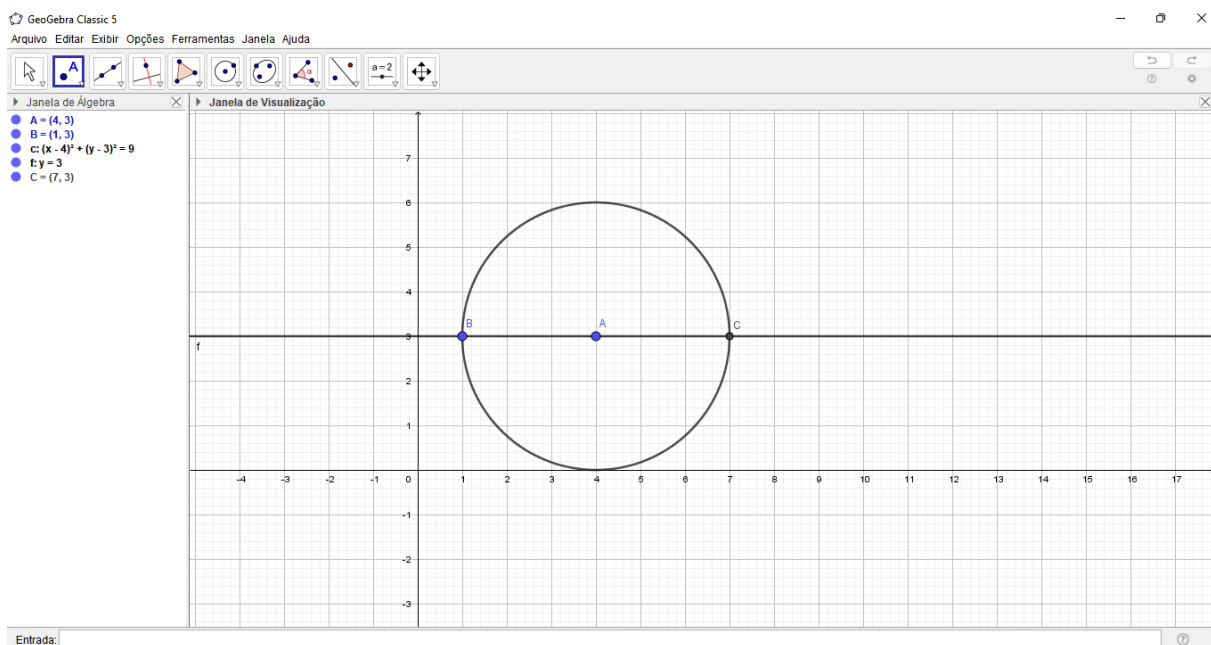 GeoGebra Classic 5
Arquivo Editar Exibir Opções Ferramentas Janela Ajuda
A
α
a = 2
Janela de Álgebra
Janela de Visualização
A = (4, 3)
B = (1, 3)
c: (x - 4)² + (y - 3)² = 9
f: y = 3
C = (7, 3)
7
6
5
4
3
2
1
-1
-2
-3
B
A
C
f
-4 -3 -2 -1 0 1 2 3 4 5 6 7 8 9 10 11 12 13 14 15 16 17
Entrada: